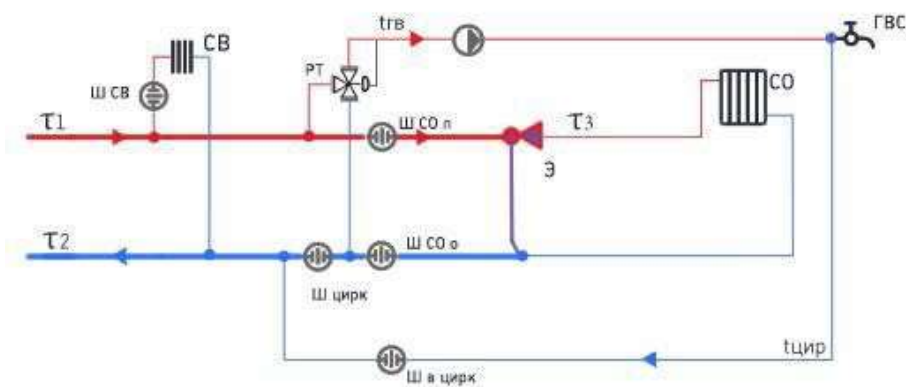 tгв
ГВС
СВ
РТ
СО
Ш СВ
τ1
Ш СО п
τ3
Э
τ2
Ш СО о
Ш цирк
tцир
Ш в цирк